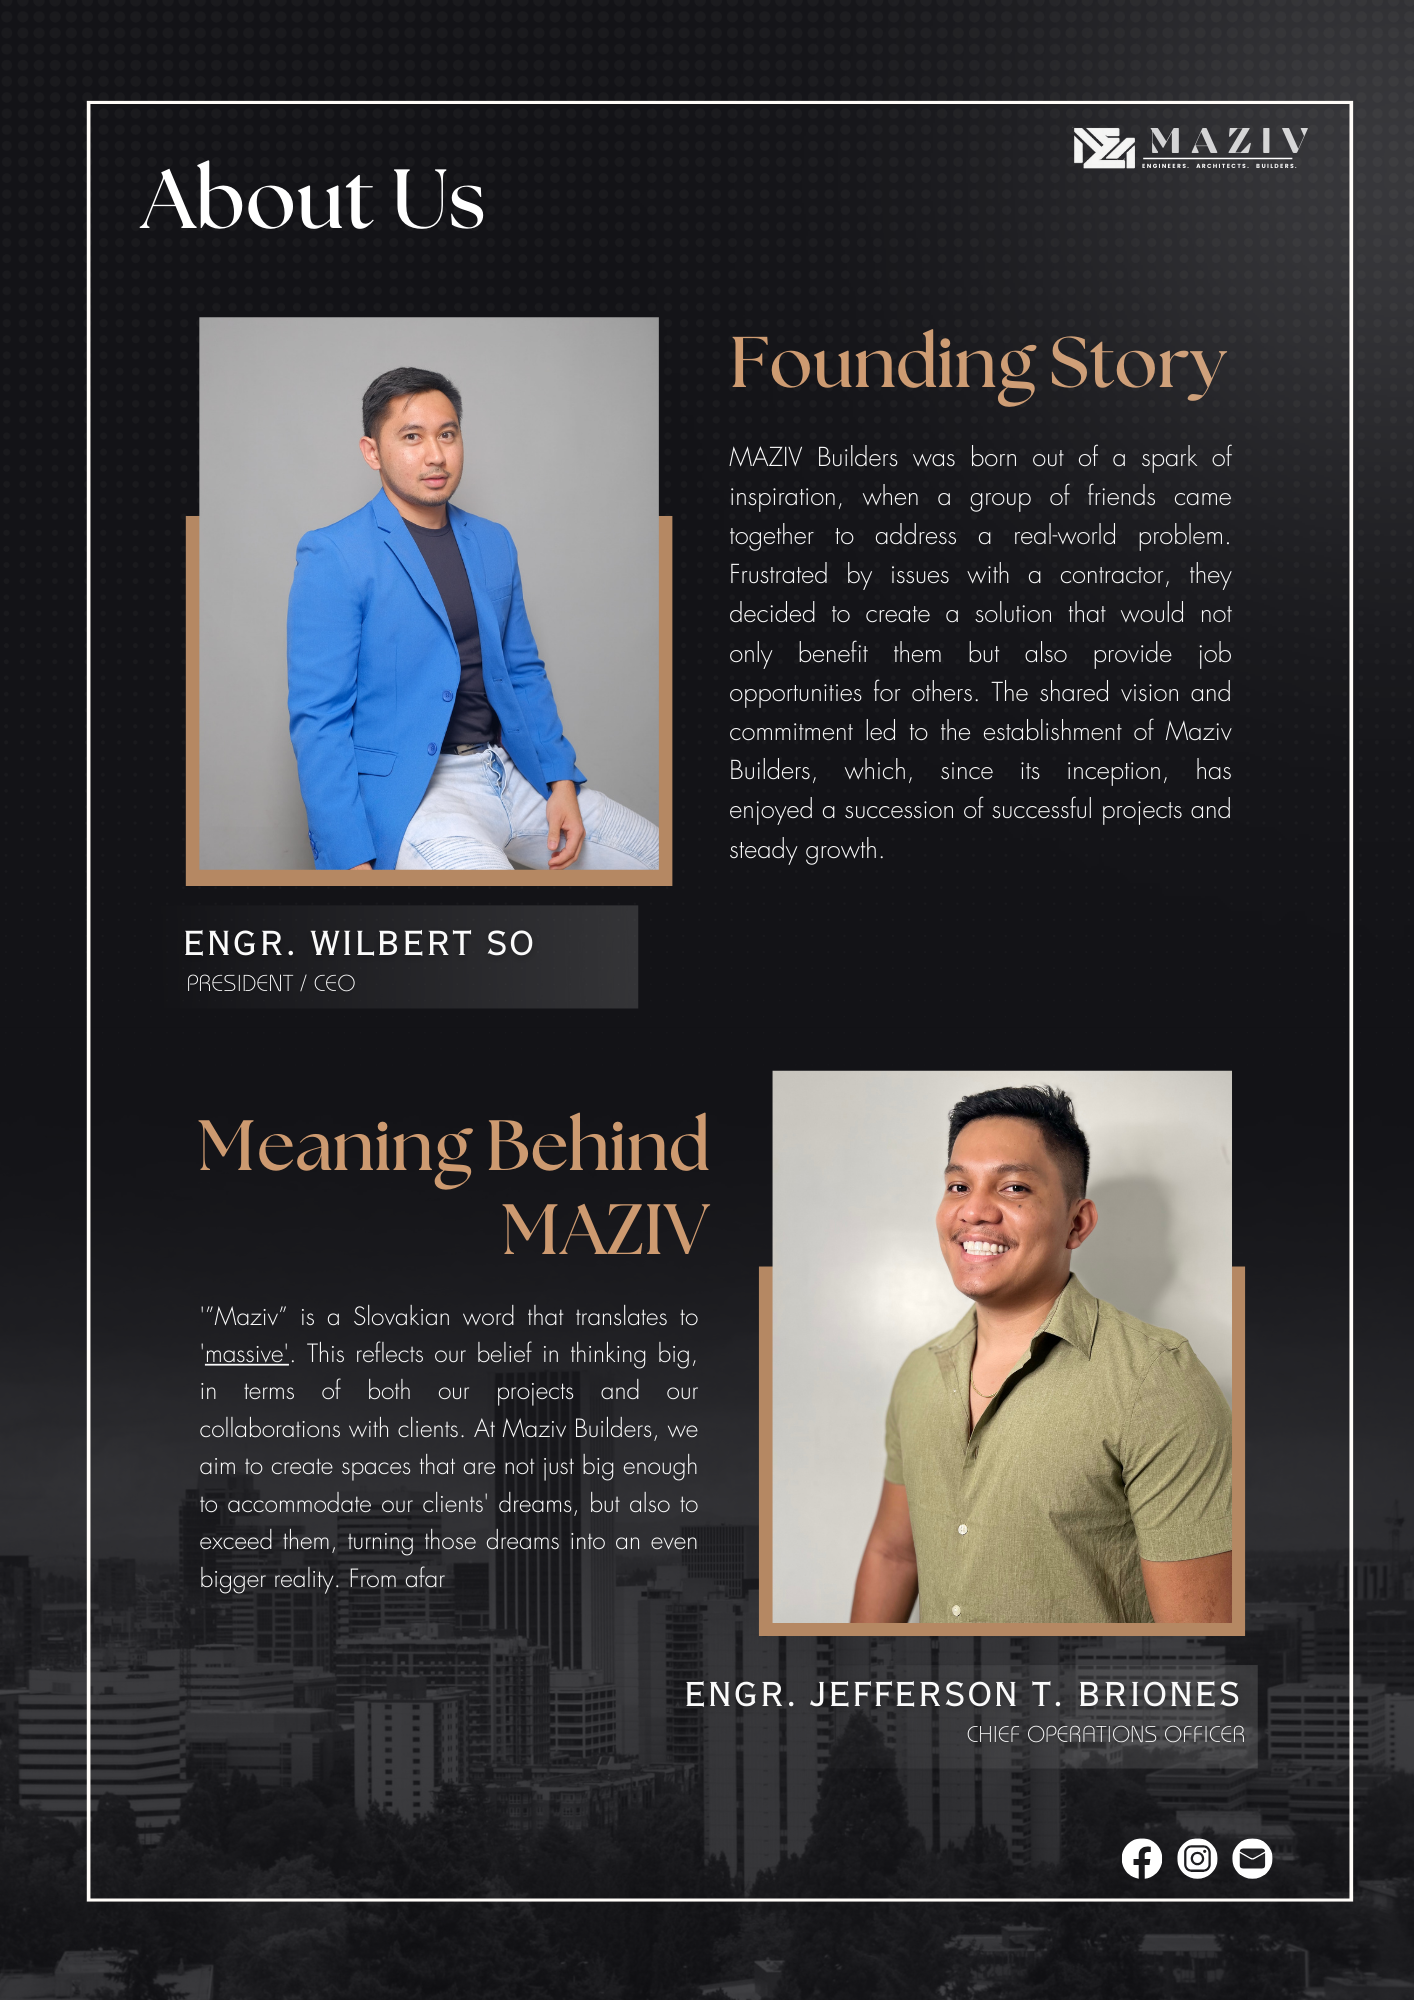 MAZIV
ENGINEERS. ARCHITECTS. BUILDERS.
About Us
Founding Story
MAZIV Builders was born out of a spark of
inspiration, when a group of friends came
together to address a real-world problem.
Frustrated by issues with a contractor, they
decided to create a solution that would not
only benefit them but also provide job
opportunities for others. The shared vision and
commitment led to the establishment of Maziv
Builders, which, since its inception, has
enjoyed a succession of successful projects and
steady growth.
ENGR. WILBERT SO
PRESIDENT / CEO
Meaning Behind
MAZIV
'"Maziv” is a Slovakian word that translates to
'massive'. This reflects our belief in thinking big,
in terms of both our projects and our
collaborations with clients. At Maziv Builders, we
aim to create spaces that are not just big enough
to accommodate our clients' dreams, but also to
exceed them, turning those dreams into an even
bigger reality. From afar
ENGR. JEFFERSON T. BRIONES
CHIEF OPERATIONS OFFICER